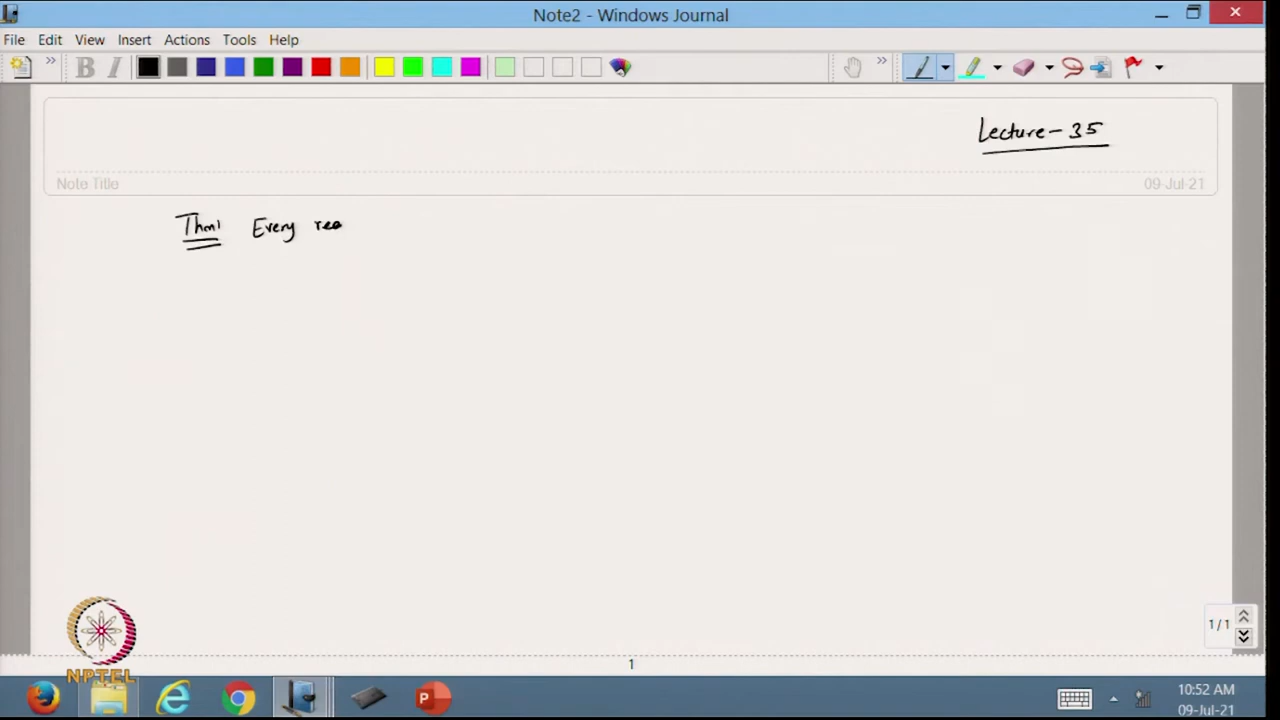 Note2 - Windows Journal
File Edit View Insert Actions Tools Help
B I
Lecture - 35
Note Title
09-Jul-21
Thm: Every rea
1/1
1
NPTEL
10:52 AM
09-Jul-21